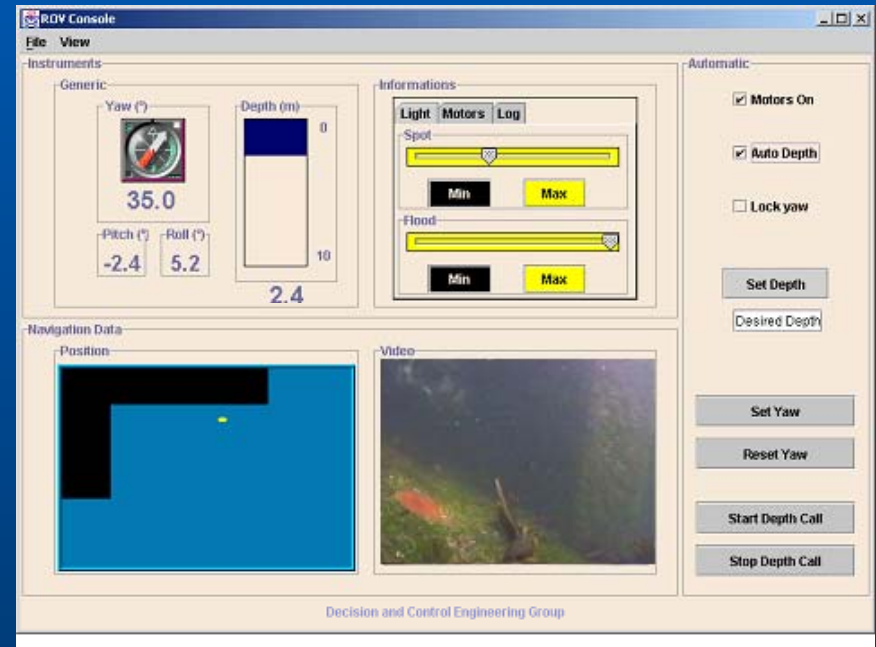 ROV Console
File View
Instruments
Generic
Yaw (°)
35.0
Pitch (°) Roll (°)
-2.4 5.2
Depth (m)
0
10
2.4
Informations
Light Motors Log
Spot
Min Max
Flood
Min Max
Navigation Data
Position
Video
Automatic
Motors On
Auto Depth
Lock yaw
Set Depth
Desired Depth
Set Yaw
Reset Yaw
Start Depth Call
Stop Depth Call
Decision and Control Engineering Group